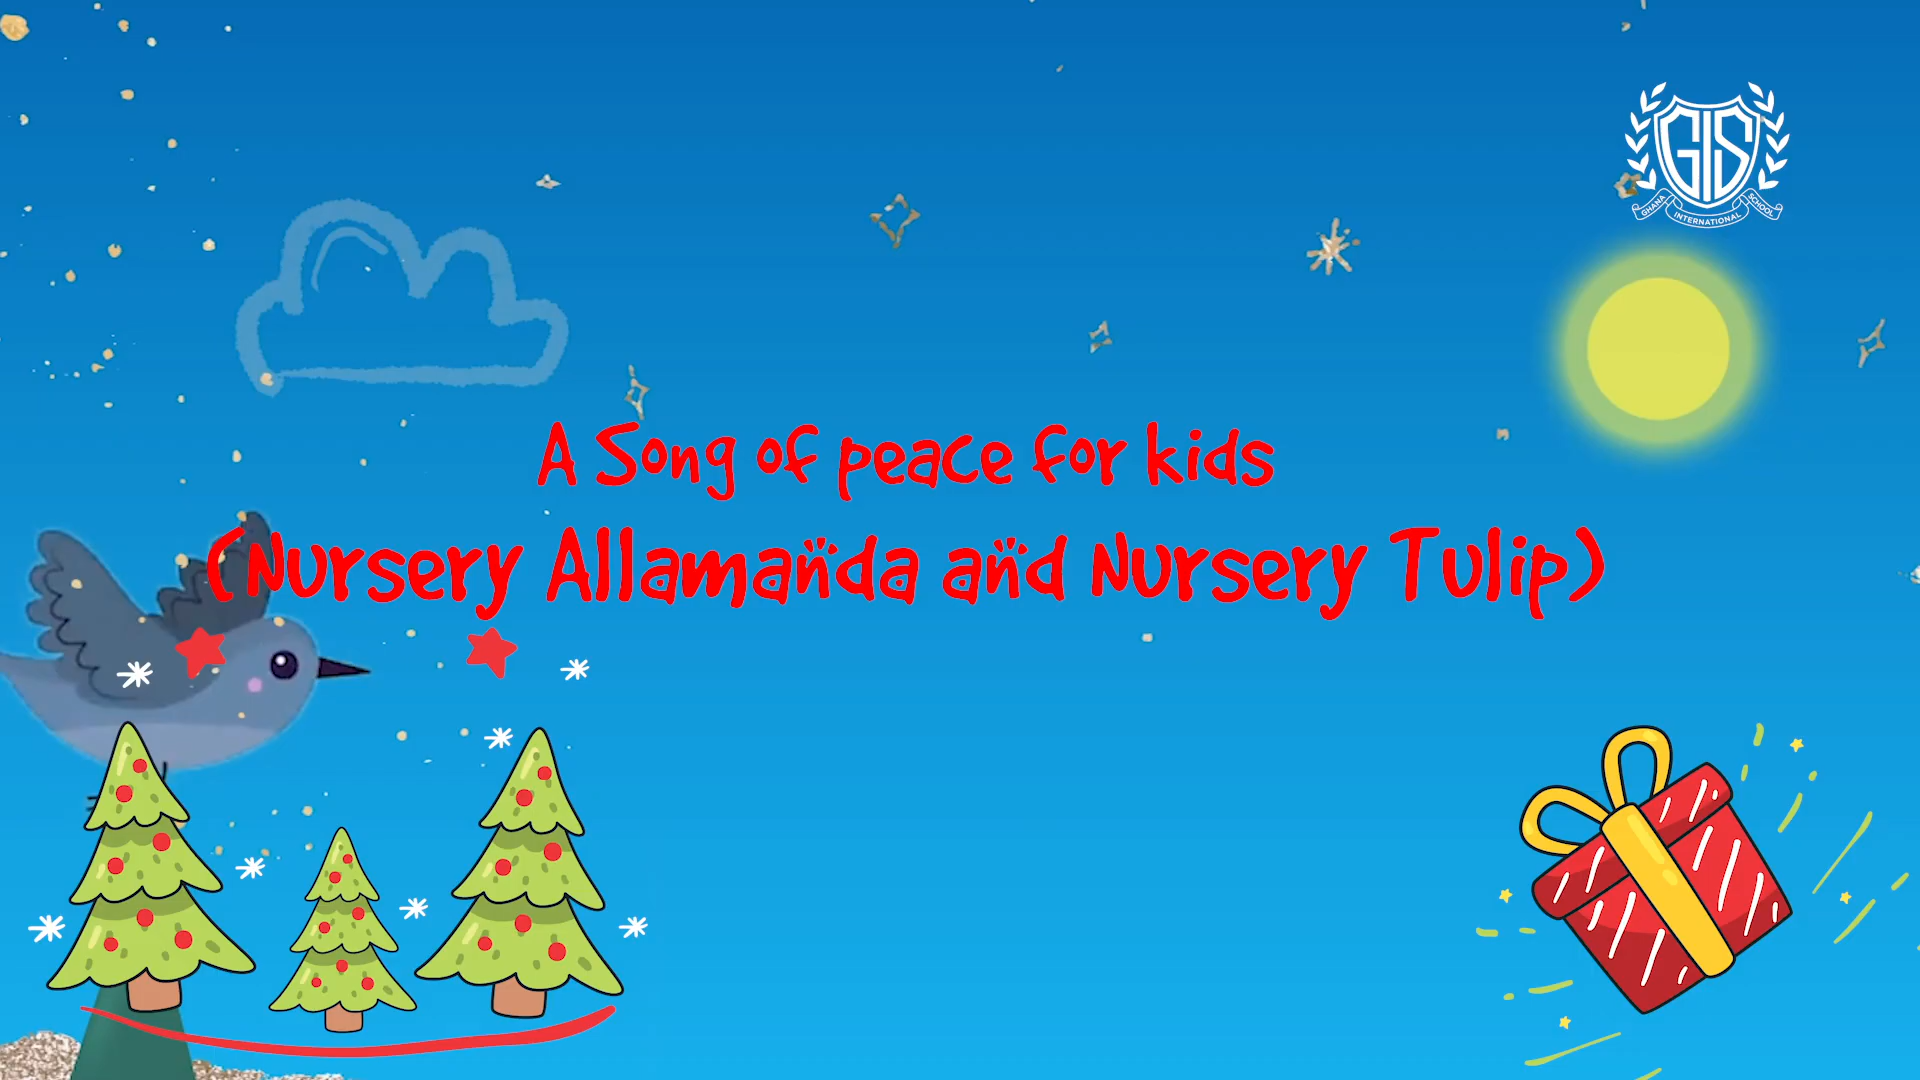 GIS
GHANA INTERNATIONAL SCHOOL
A Song of peace for kids
(Nursery Allamanda and Nursery Tulip)